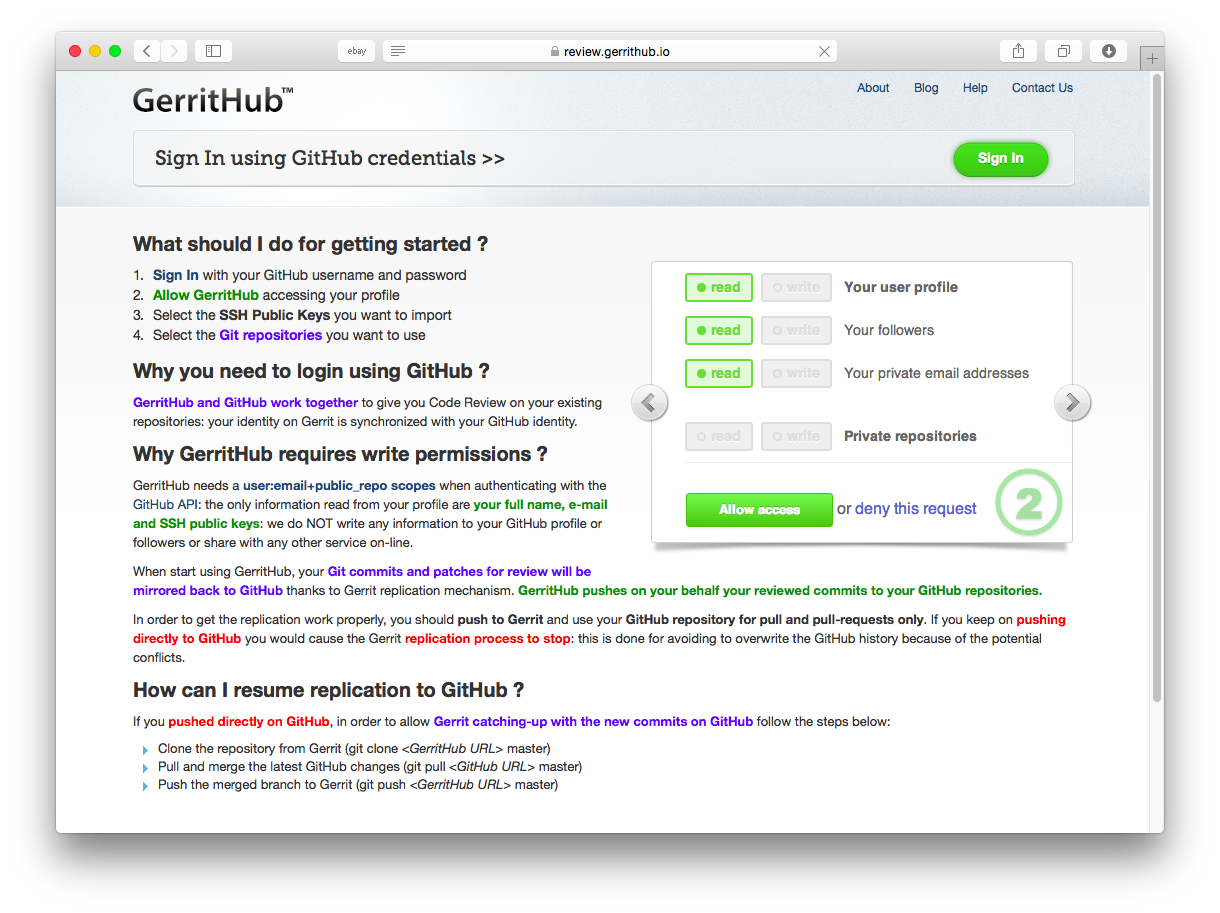 ebay
review.gerrithub.io
GerritHub™
About Blog Help Contact Us
Sign In using GitHub credentials >>
Sign In
What should I do for getting started ?
1. Sign In with your GitHub username and password
2. Allow GerritHub accessing your profile
3. Select the SSH Public Keys you want to import
4. Select the Git repositories you want to use
Why you need to login using GitHub ?
GerritHub and GitHub work together to give you Code Review on your existing
repositories: your identity on Gerrit is synchronized with your GitHub identity.
Why GerritHub requires write permissions ?
GerritHub needs a user:email+public_repo scopes when authenticating with the
GitHub API: the only information read from your profile are your full name, e-mail
and SSH public keys: we do NOT write any information to your GitHub profile or
followers or share with any other service on-line.
read write Your user profile
read write Your followers
read write Your private email addresses
read write Private repositories
Allow access or deny this request 2
When start using GerritHub, your Git commits and patches for review will be
mirrored back to GitHub thanks to Gerrit replication mechanism. GerritHub pushes on your behalf your reviewed commits to your GitHub repositories.
In order to get the replication work properly, you should push to Gerrit and use your GitHub repository for pull and pull-requests only. If you keep on pushing
directly to GitHub you would cause the Gerrit replication process to stop: this is done for avoiding to overwrite the GitHub history because of the potential
conflicts.
How can I resume replication to GitHub ?
If you pushed directly on GitHub, in order to allow Gerrit catching-up with the new commits on GitHub follow the steps below:
Clone the repository from Gerrit (git clone <GerritHub URL> master)
Pull and merge the latest GitHub changes (git pull <GitHub URL> master)
Push the merged branch to Gerrit (git push <GerritHub URL> master)